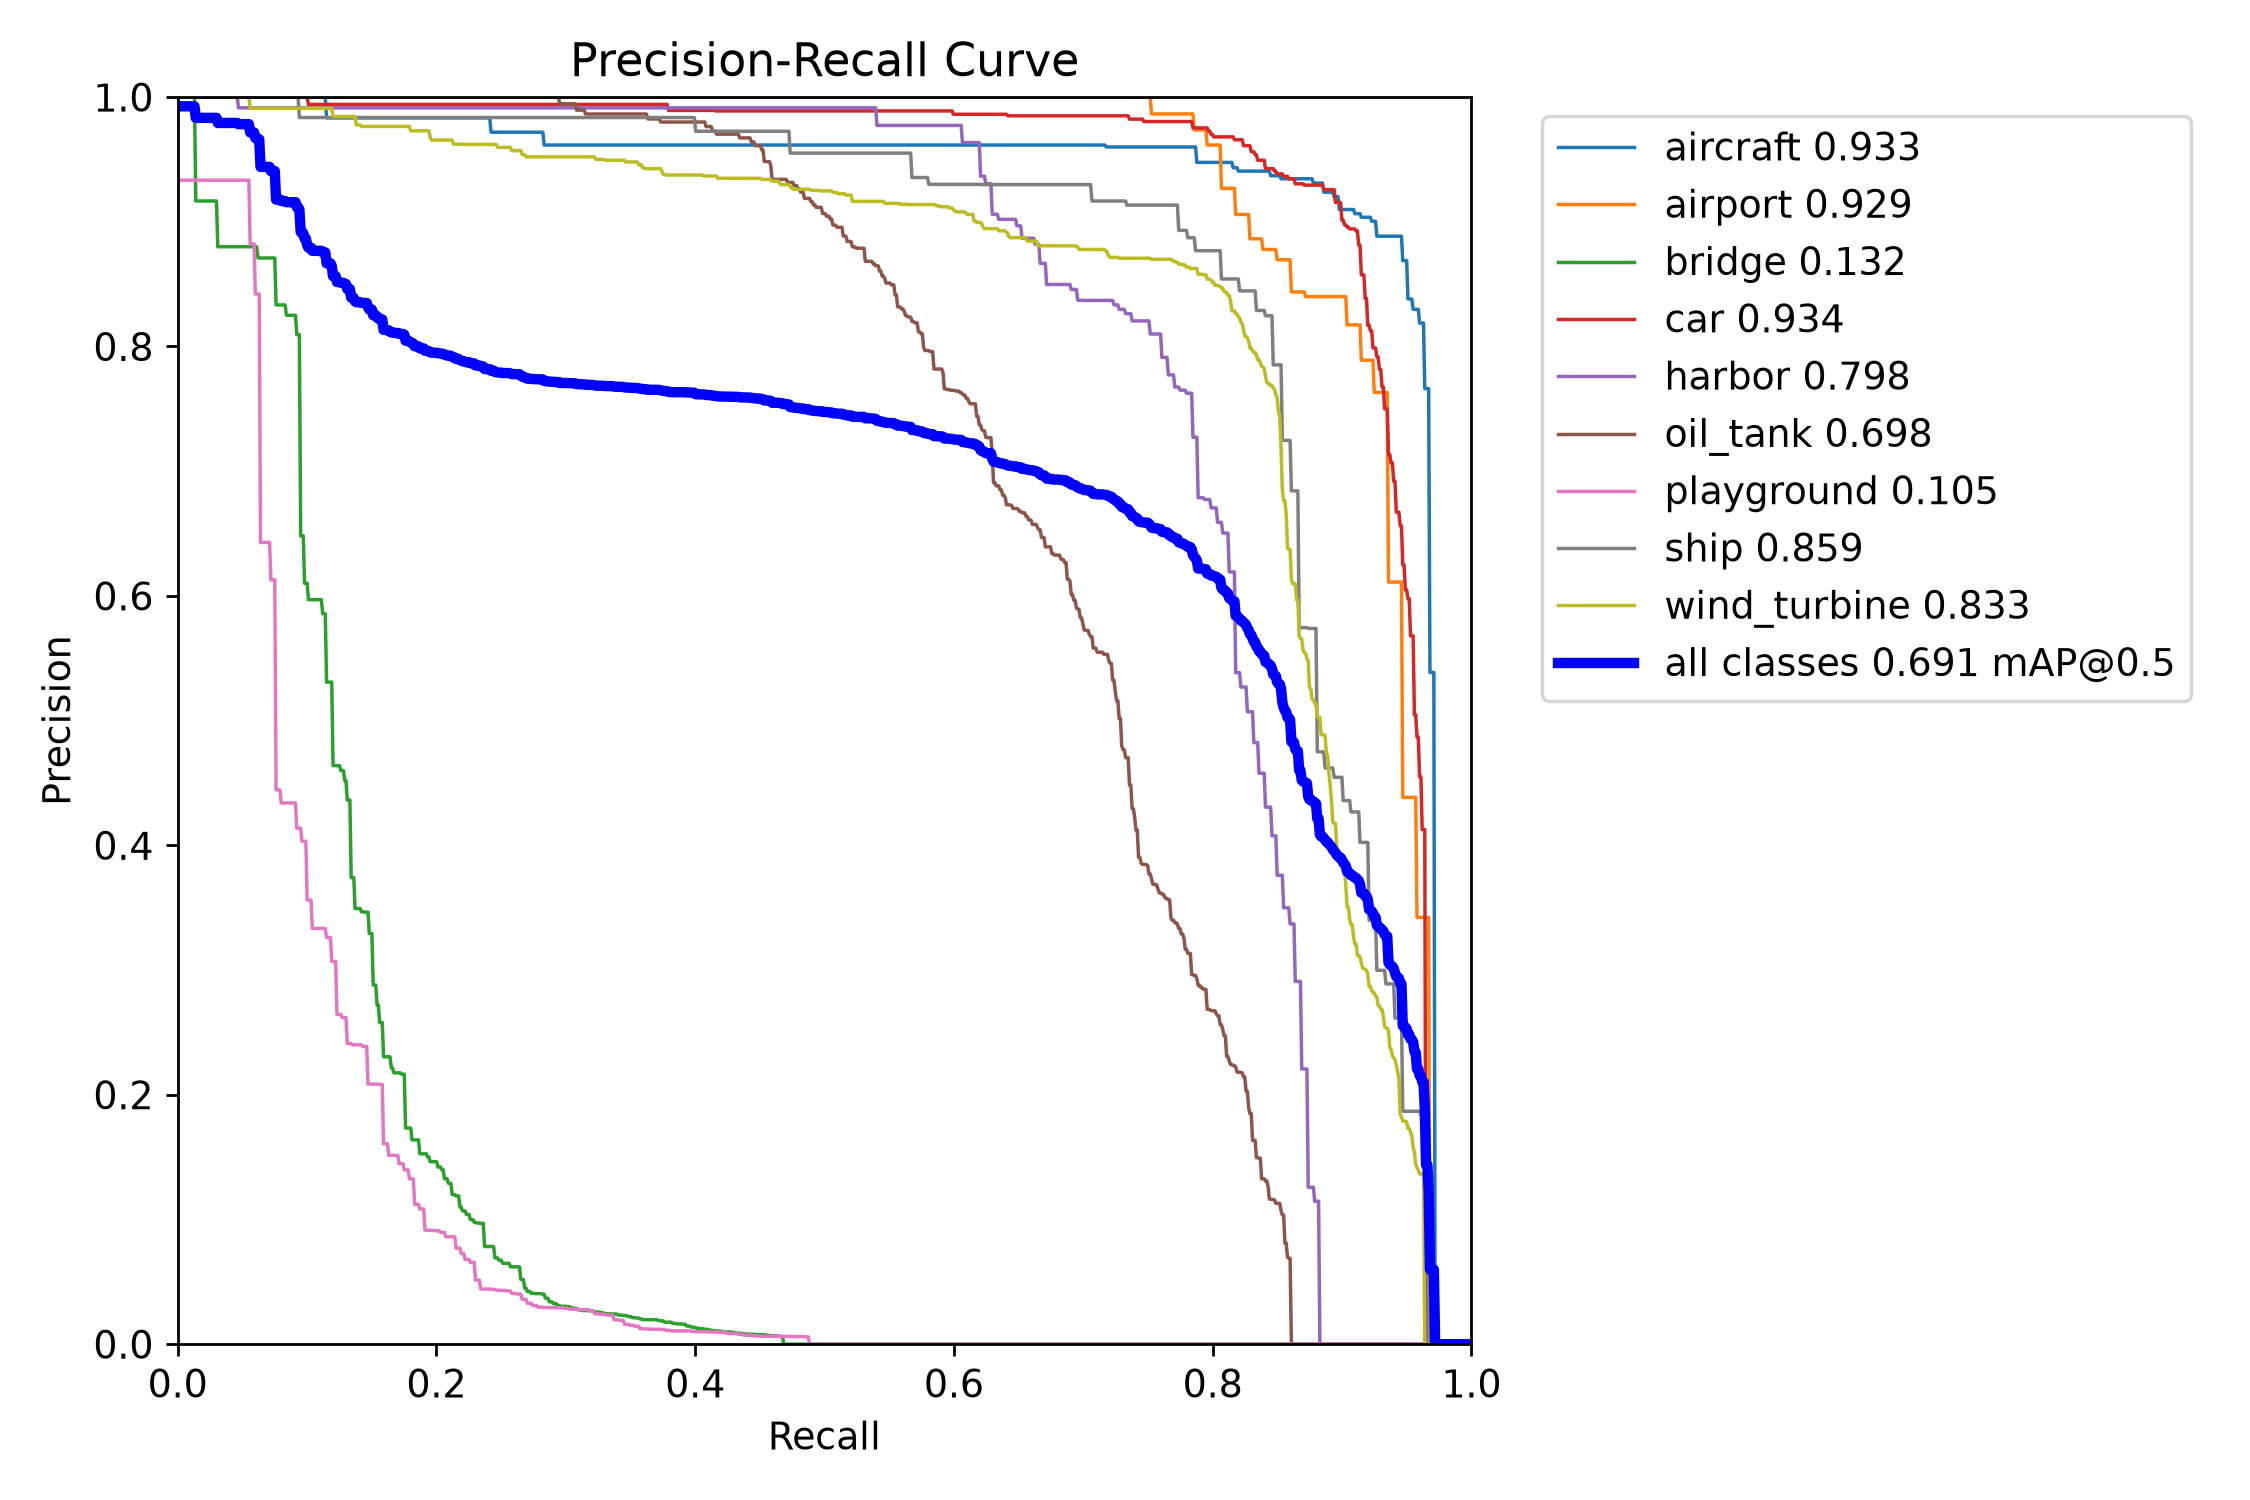 Precision-Recall Curve
1.0
0.8
0.6
0.4
0.2
0.0
Precision
0.0 0.2 0.4 0.6 0.8 1.0
Recall
aircraft 0.933
airport 0.929
bridge 0.132
car 0.934
harbor 0.798
oil_tank 0.698
playground 0.105
ship 0.859
wind_turbine 0.833
all classes 0.691 mAP@0.5